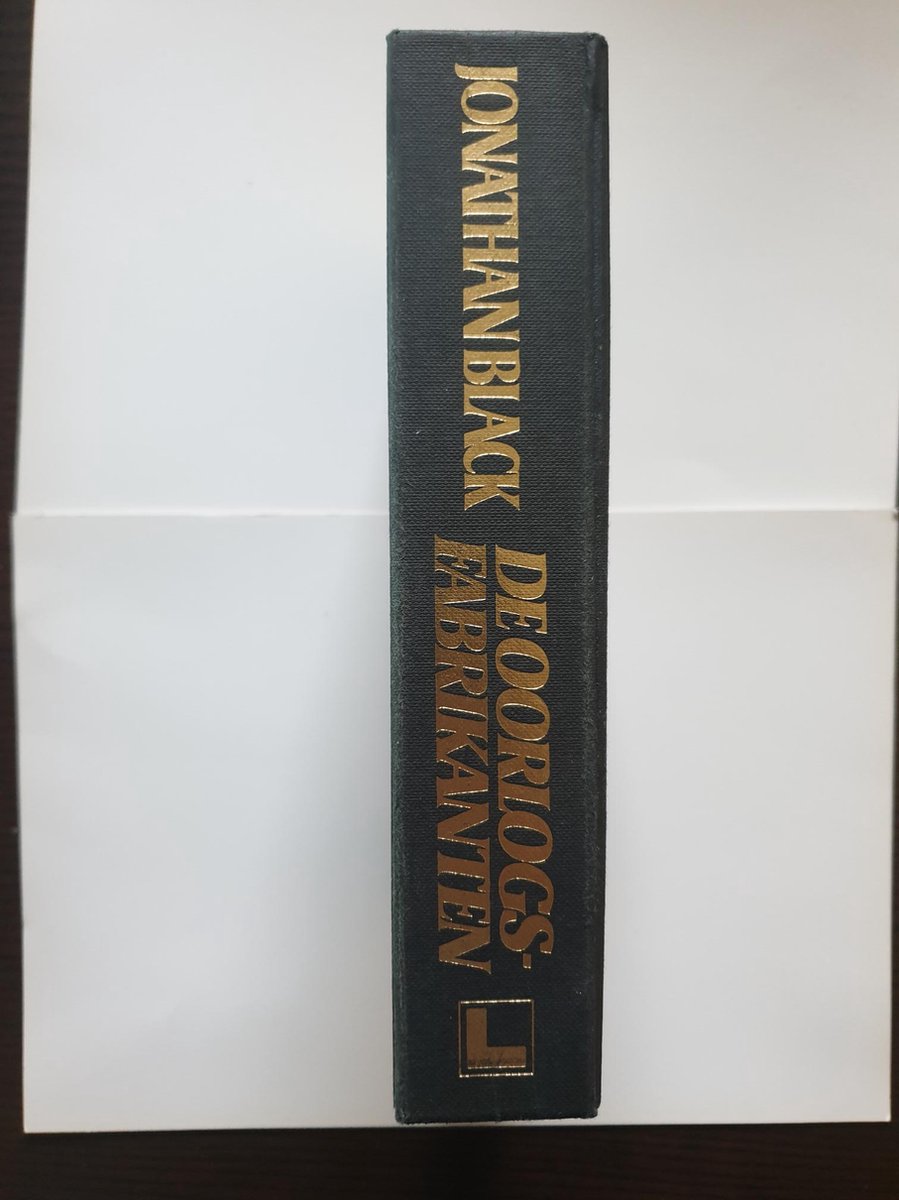 JONATHAN BLACK
DE OORLOGS-
FABRIKANTEN
L